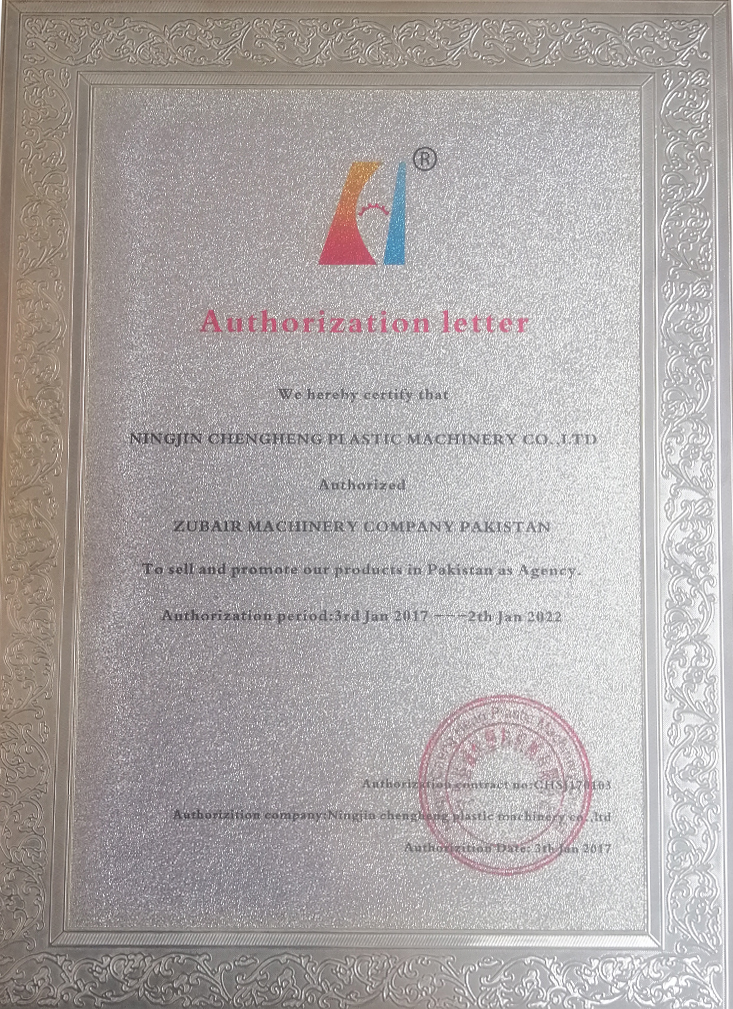 ®
Authorization letter
We hereby certify that
NINGJIN CHENGHENG PLASTIC MACHINERY CO.,LTD
Authorized
ZUBAIR MACHINERY COMPANY PAKISTAN
To sell and promote our products in Pakistan as Agency.
Authorization period:3rd Jan 2017 ---2th Jan 2022
Authorization contract no:CHSJ170103
Authorizition company:Ningjin chengheng plastic machinery co.,ltd
Authorizition Date: 3th Jan 2017
Plastic